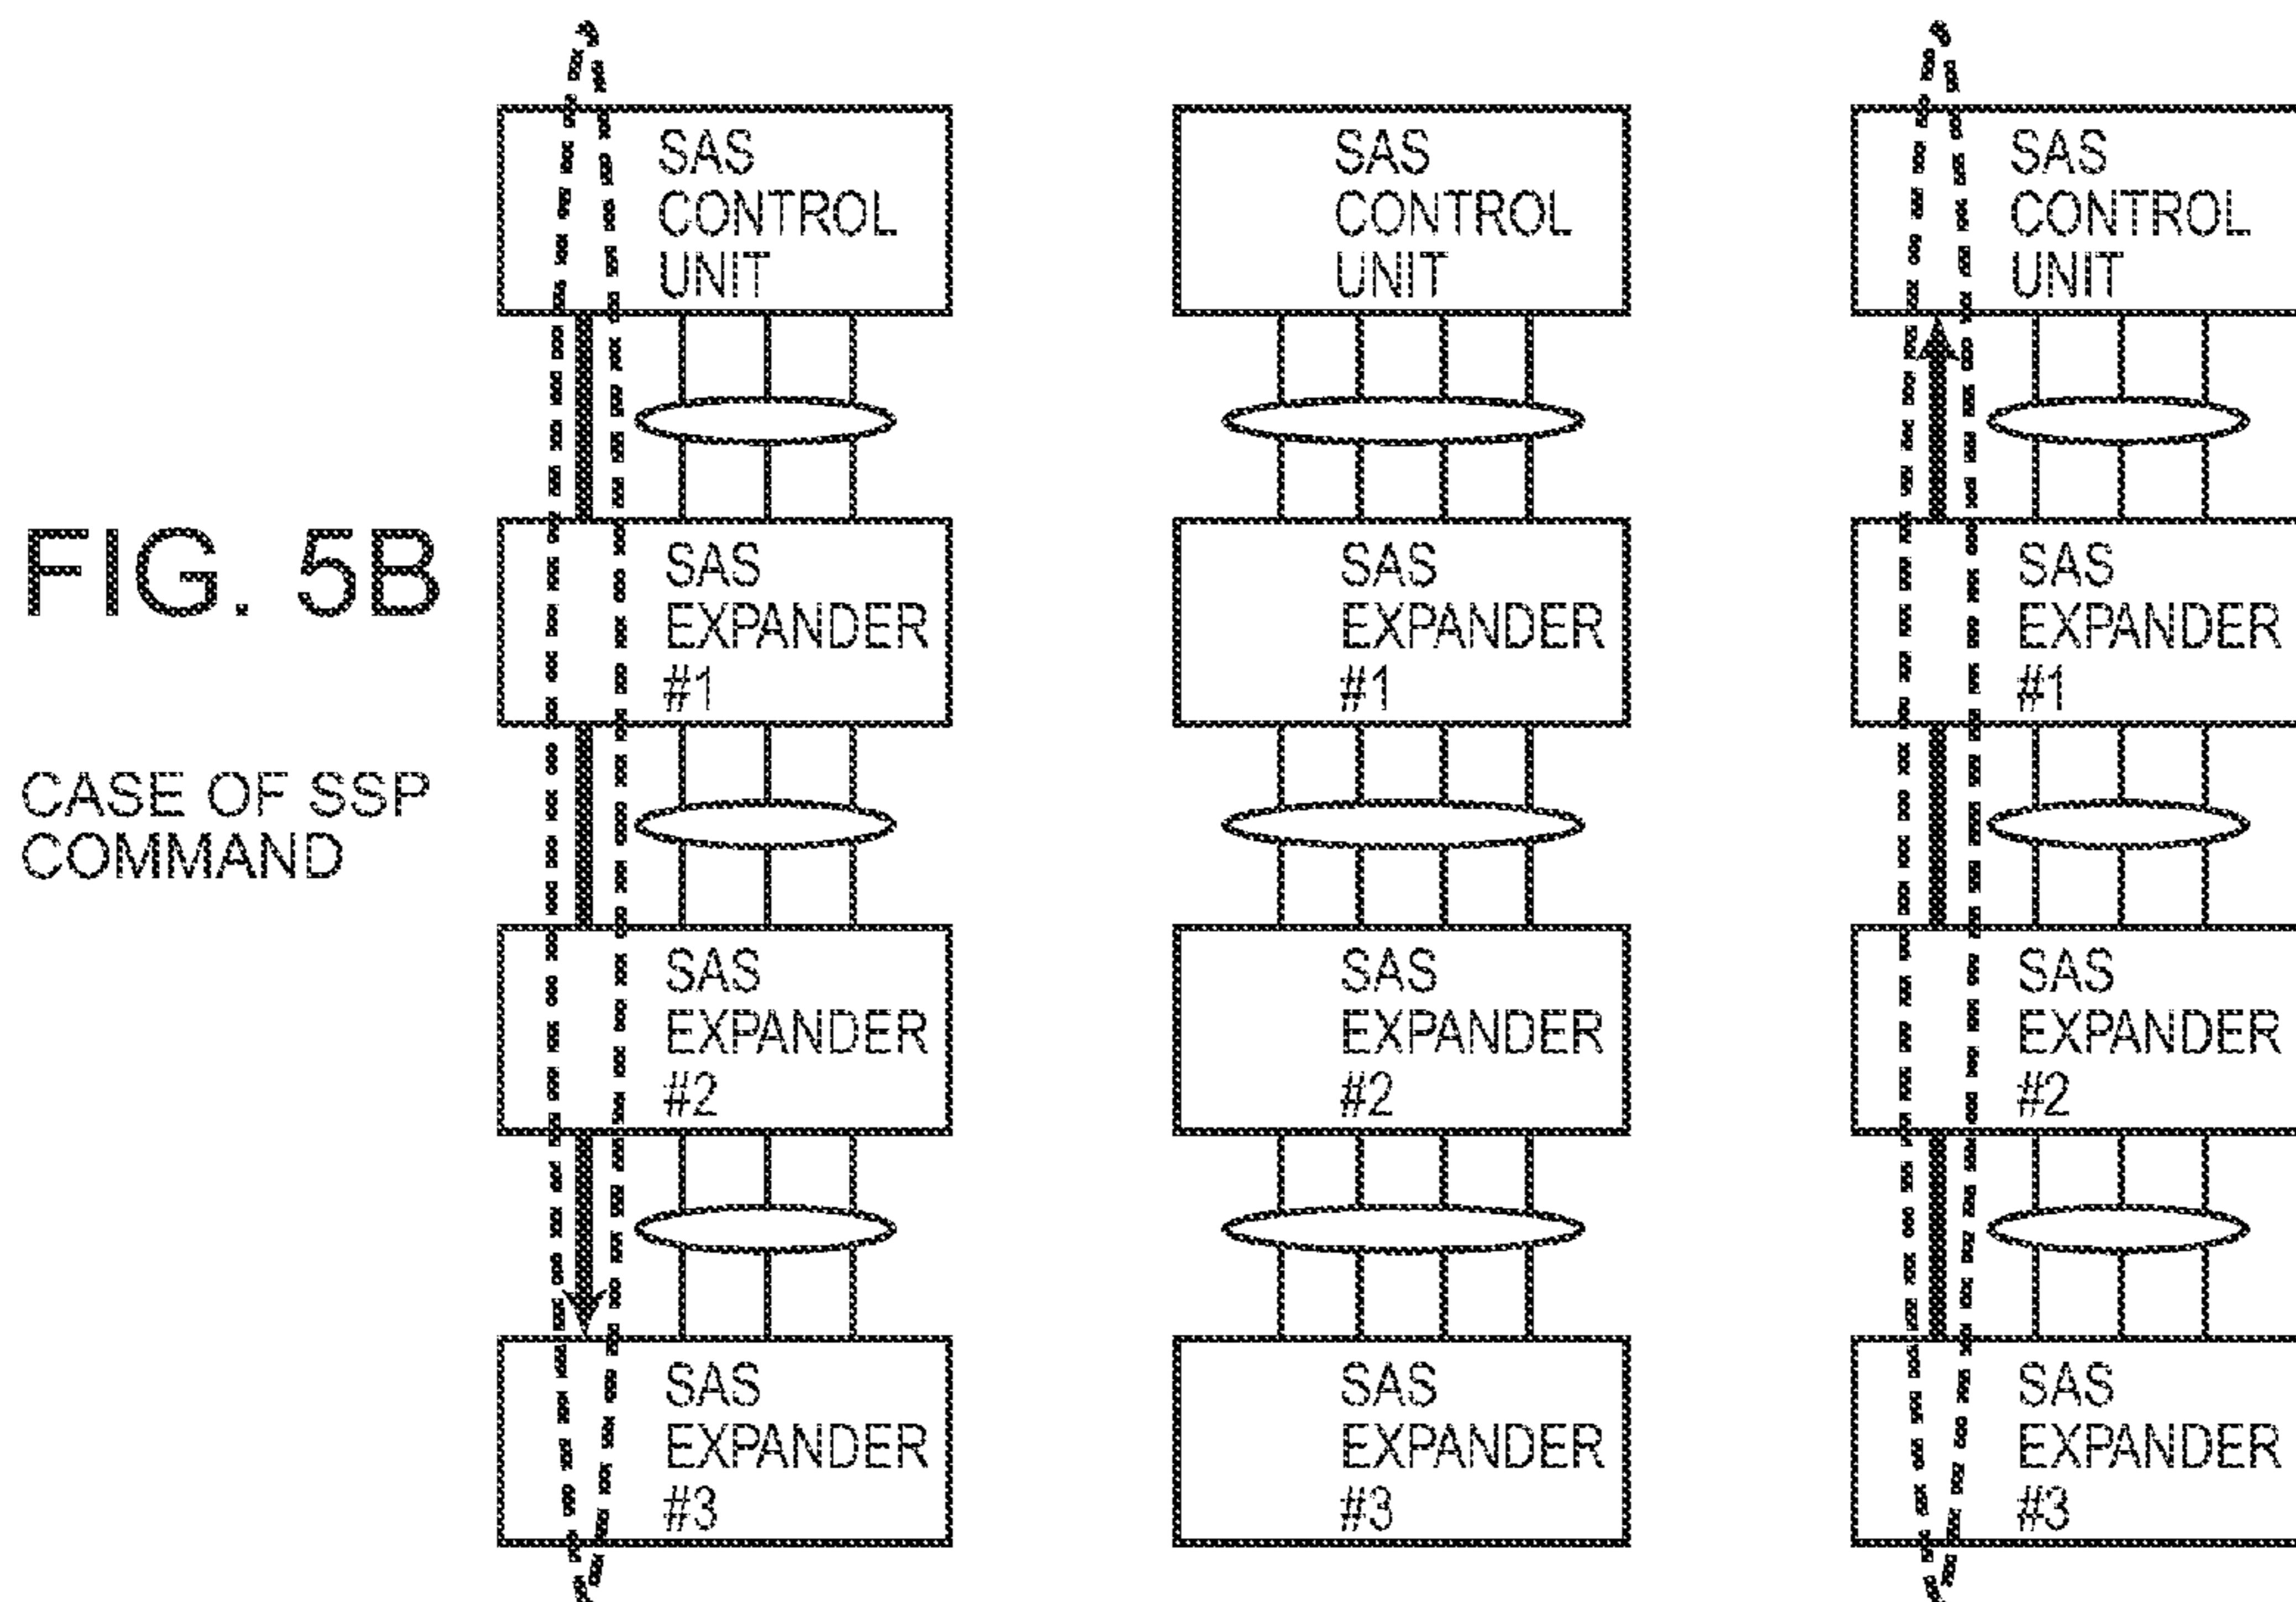 FIG. 5B
CASE OF SSP
COMMAND
SAS
CONTROL
UNIT
SAS
EXPANDER
#1
SAS
EXPANDER
#2
SAS
EXPANDER
#3
SAS
CONTROL
UNIT
SAS
EXPANDER
#1
SAS
EXPANDER
#2
SAS
EXPANDER
#3
SAS
CONTROL
UNIT
SAS
EXPANDER
#1
SAS
EXPANDER
#2
SAS
EXPANDER
#3